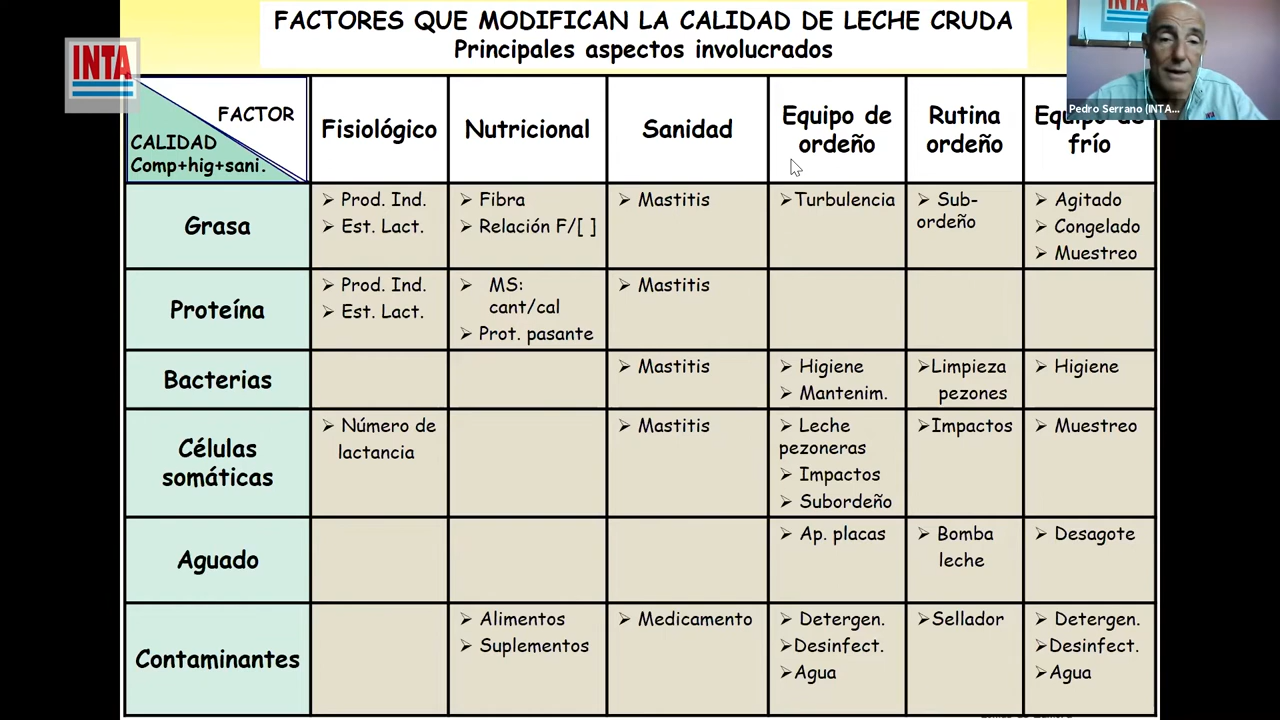 FACTORES QUE MODIFICAN LA CALIDAD DE LECHE CRUDA
Principales aspectos involucrados
INTA
INTA
Pedro Serrano (INTA...
FACTOR
CALIDAD
Comp+hig+sani.
Fisiológico
Nutricional
Sanidad
Equipo de
ordeño
Rutina
ordeño
frío
Grasa
➢ Prod. Ind.
➢ Est. Lact.
➢ Fibra
➢ Relación F/[ ]
➢ Mastitis
➢Turbulencia
➢ Sub-
ordeño
➢ Agitado
➢ Congelado
➢ Muestreo
Proteína
➢ Prod. Ind.
➢ Est. Lact.
➢ MS:
cant/cal
➢ Prot. pasante
➢ Mastitis
Bacterias
➢ Mastitis
➢ Higiene
➢ Mantenim.
➢Limpieza
pezones
➢ Higiene
Células
somáticas
➢ Número de
lactancia
➢ Mastitis
➢ Leche
pezoneras
➢ Impactos
➢ Subordeño
➢Impactos
➢ Muestreo
Aguado
➢ Ap. placas
➢ Bomba
leche
➢ Desagote
Contaminantes
➢ Alimentos
➢ Suplementos
➢ Medicamento
➢ Detergen.
➢Desinfect.
➢Agua
➢Sellador
➢ Detergen.
➢Desinfect.
➢Agua